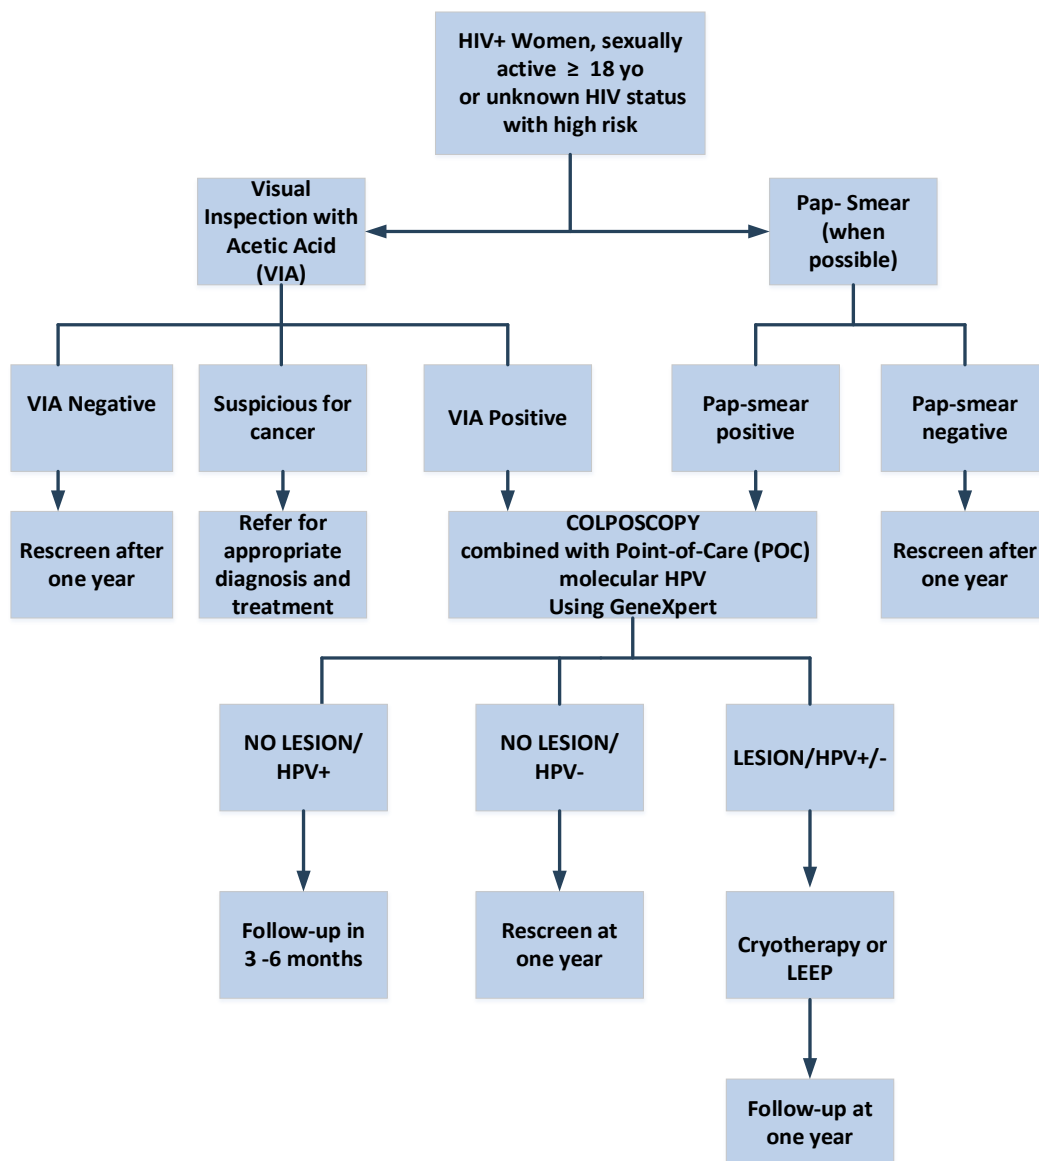 HIV+ Women, sexually
active ≥ 18 yo
or unknown HIV status
with high risk
Visual
Inspection with
Acetic Acid
(VIA)
Pap- Smear
(when
possible)
VIA Negative
Suspicious for
cancer
VIA Positive
Pap-smear
positive
Pap-smear
negative
Rescreen after
one year
Refer for
appropriate
diagnosis and
treatment
COLPOSCOPY
combined with Point-of-Care (POC)
molecular HPV
Using GeneXpert
Rescreen after
one year
NO LESION/
HPV+
NO LESION/
HPV-
LESION/HPV+/-
Follow-up in
3 -6 months
Rescreen at
one year
Cryotherapy or
LEEP
Follow-up at
one year